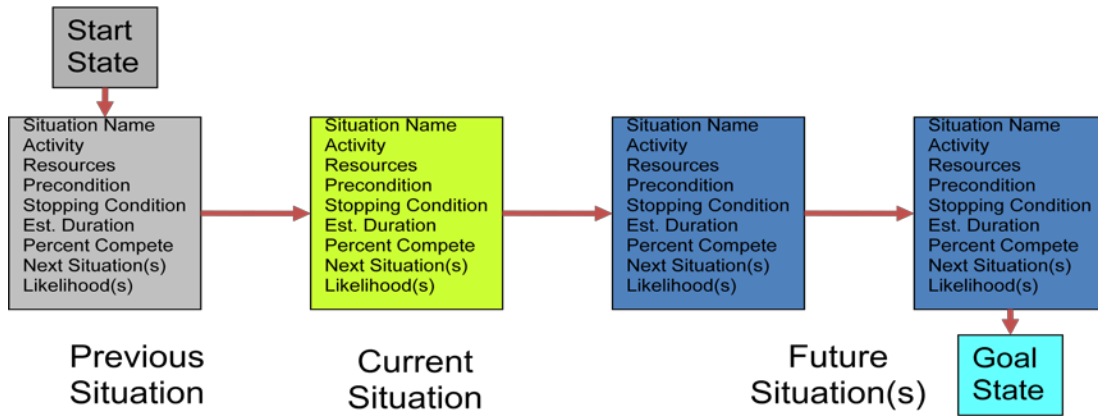 Start
State
Situation Name
Activity
Resources
Precondition
Stopping Condition
Est. Duration
Percent Compete
Next Situation(s)
Likelihood(s)
Situation Name
Activity
Resources
Precondition
Stopping Condition
Est. Duration
Percent Compete
Next Situation(s)
Likelihood(s)
Situation Name
Activity
Resources
Precondition
Stopping Condition
Est. Duration
Percent Compete
Next Situation(s)
Likelihood(s)
Situation Name
Activity
Resources
Precondition
Stopping Condition
Est. Duration
Percent Compete
Next Situation(s)
Likelihood(s)
Previous
Situation
Current
Situation
Future
Situation(s)
Goal
State